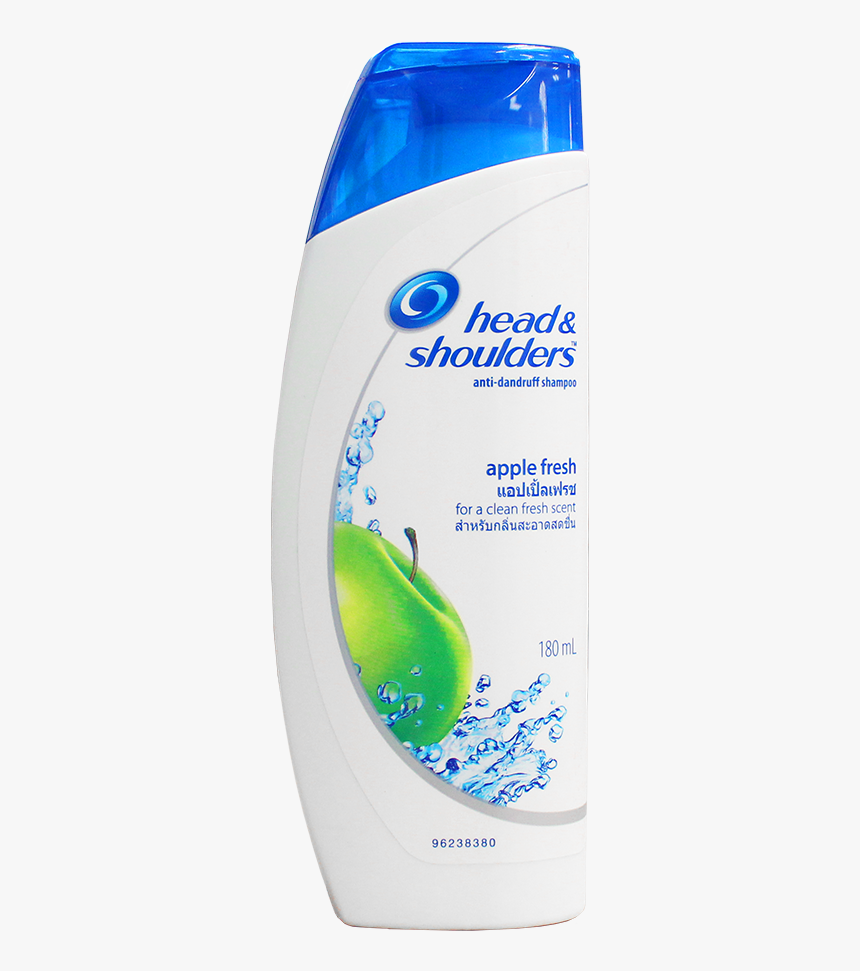 head &
shoulders™
anti-dandruff shampoo
apple fresh
แอปเปิ้ลเฟรช
for a clean fresh scent
สำหรับกลิ่นสะอาดสดชื่น
180 mL
96238380